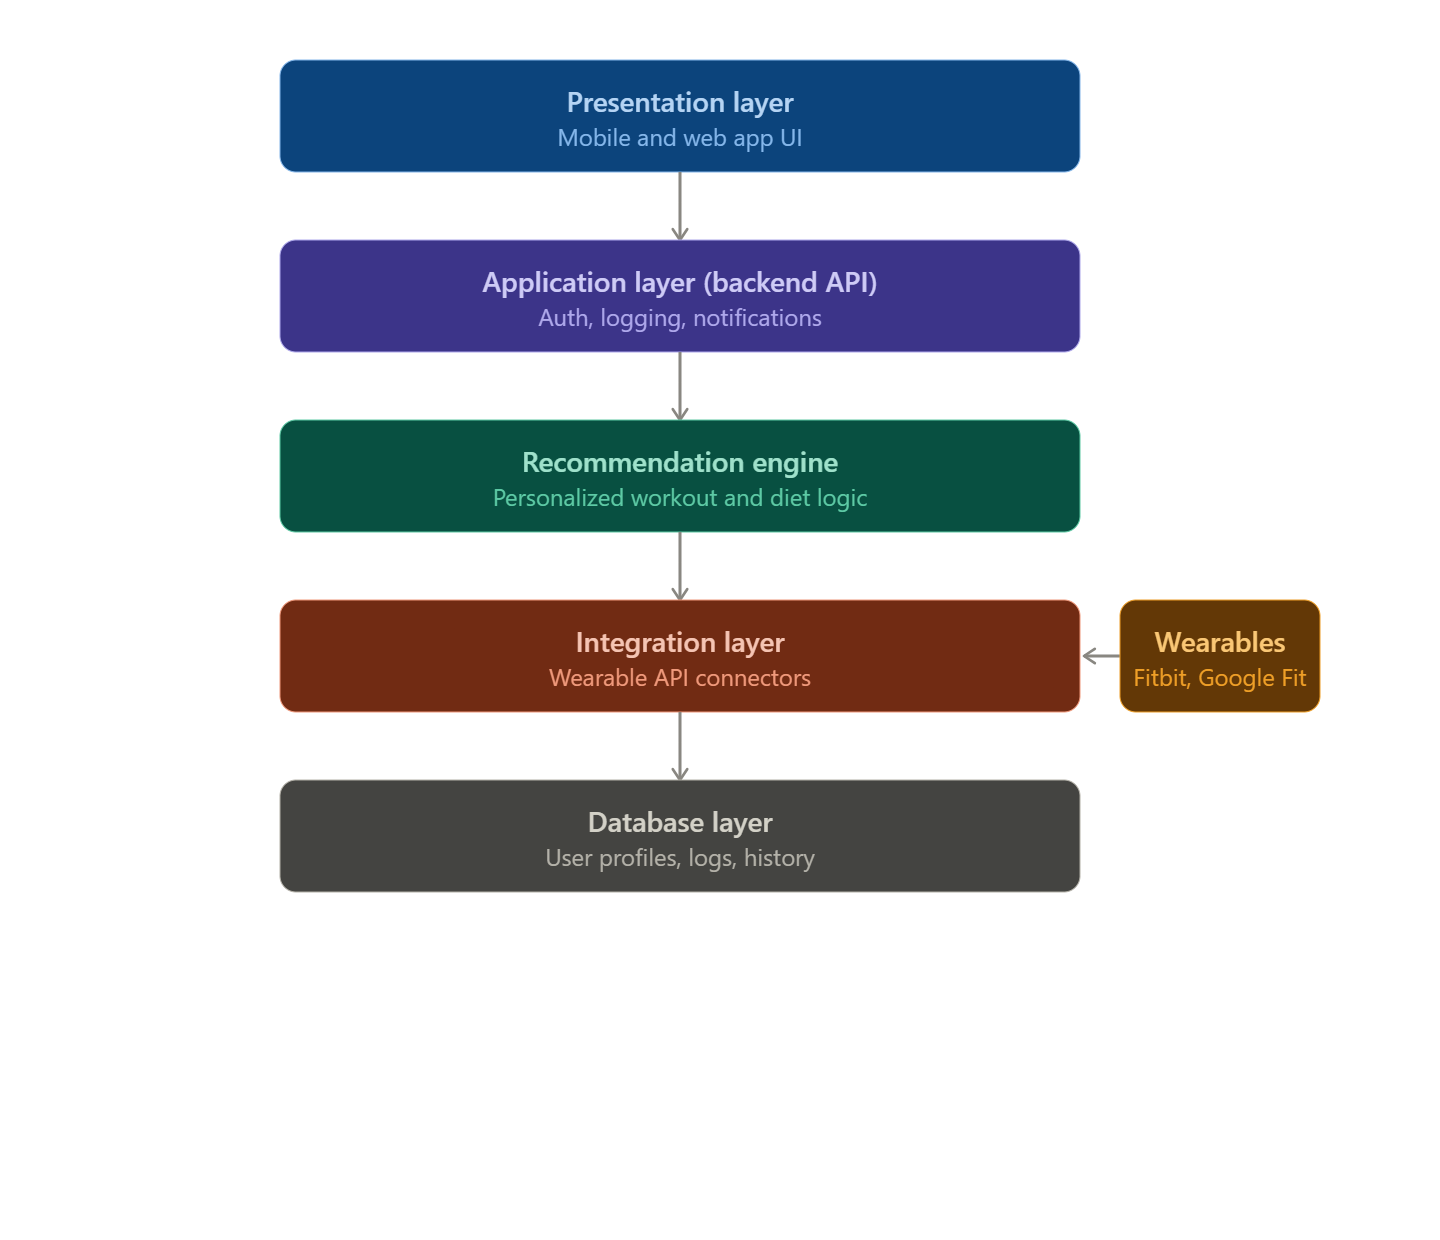 Presentation layer
Mobile and web app UI
Application layer (backend API)
Auth, logging, notifications
Recommendation engine
Personalized workout and diet logic
Integration layer
Wearable API connectors
Wearables
Fitbit, Google Fit
Database layer
User profiles, logs, history